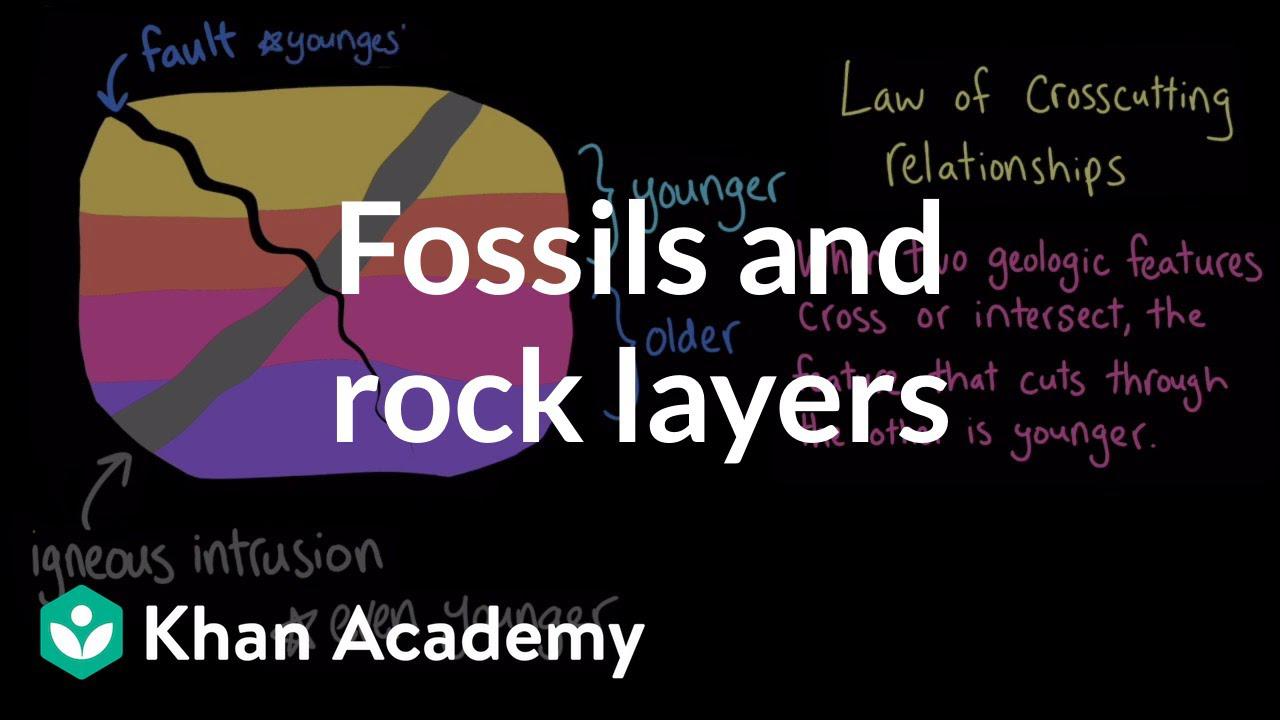 fault ☆younges
Law of Crosscutting
relationships
younger
Fossils and
two geologic features
cross or intersect, the
older
feature that cuts through
rock layers
the other is younger.
igneous intrusion
☆ even younger
Khan Academy